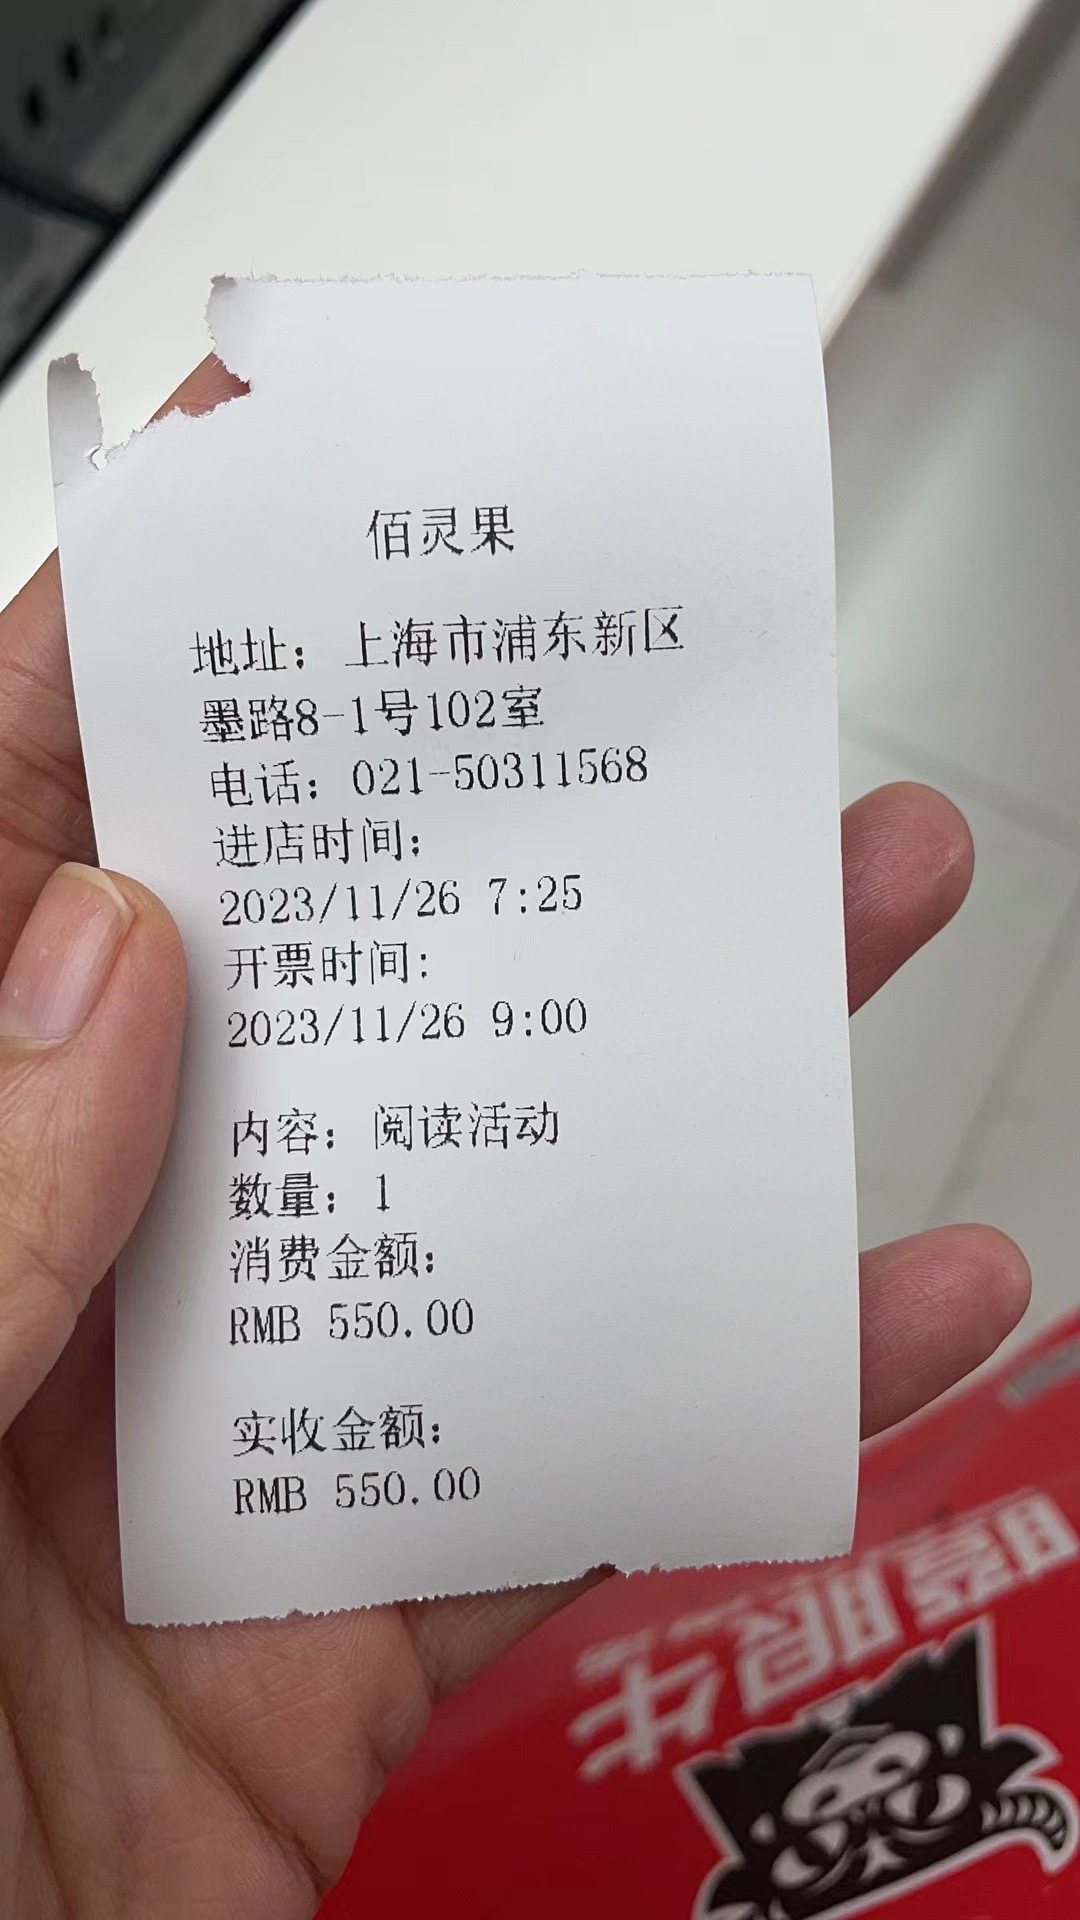 佰灵果
地址：上海市浦东新区
墨路8-1号102室
电话：021-50311568
进店时间：
2023/11/26 7:25
开票时间：
2023/11/26 9:00
内容：阅读活动
数量：1
消费金额：
RMB 550.00
实收金额：
RMB 550.00
瞪眼牛